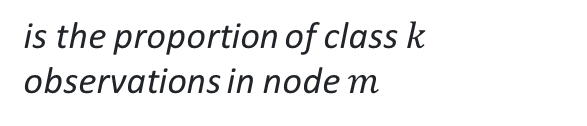 is the proportion of class k
observations in node m